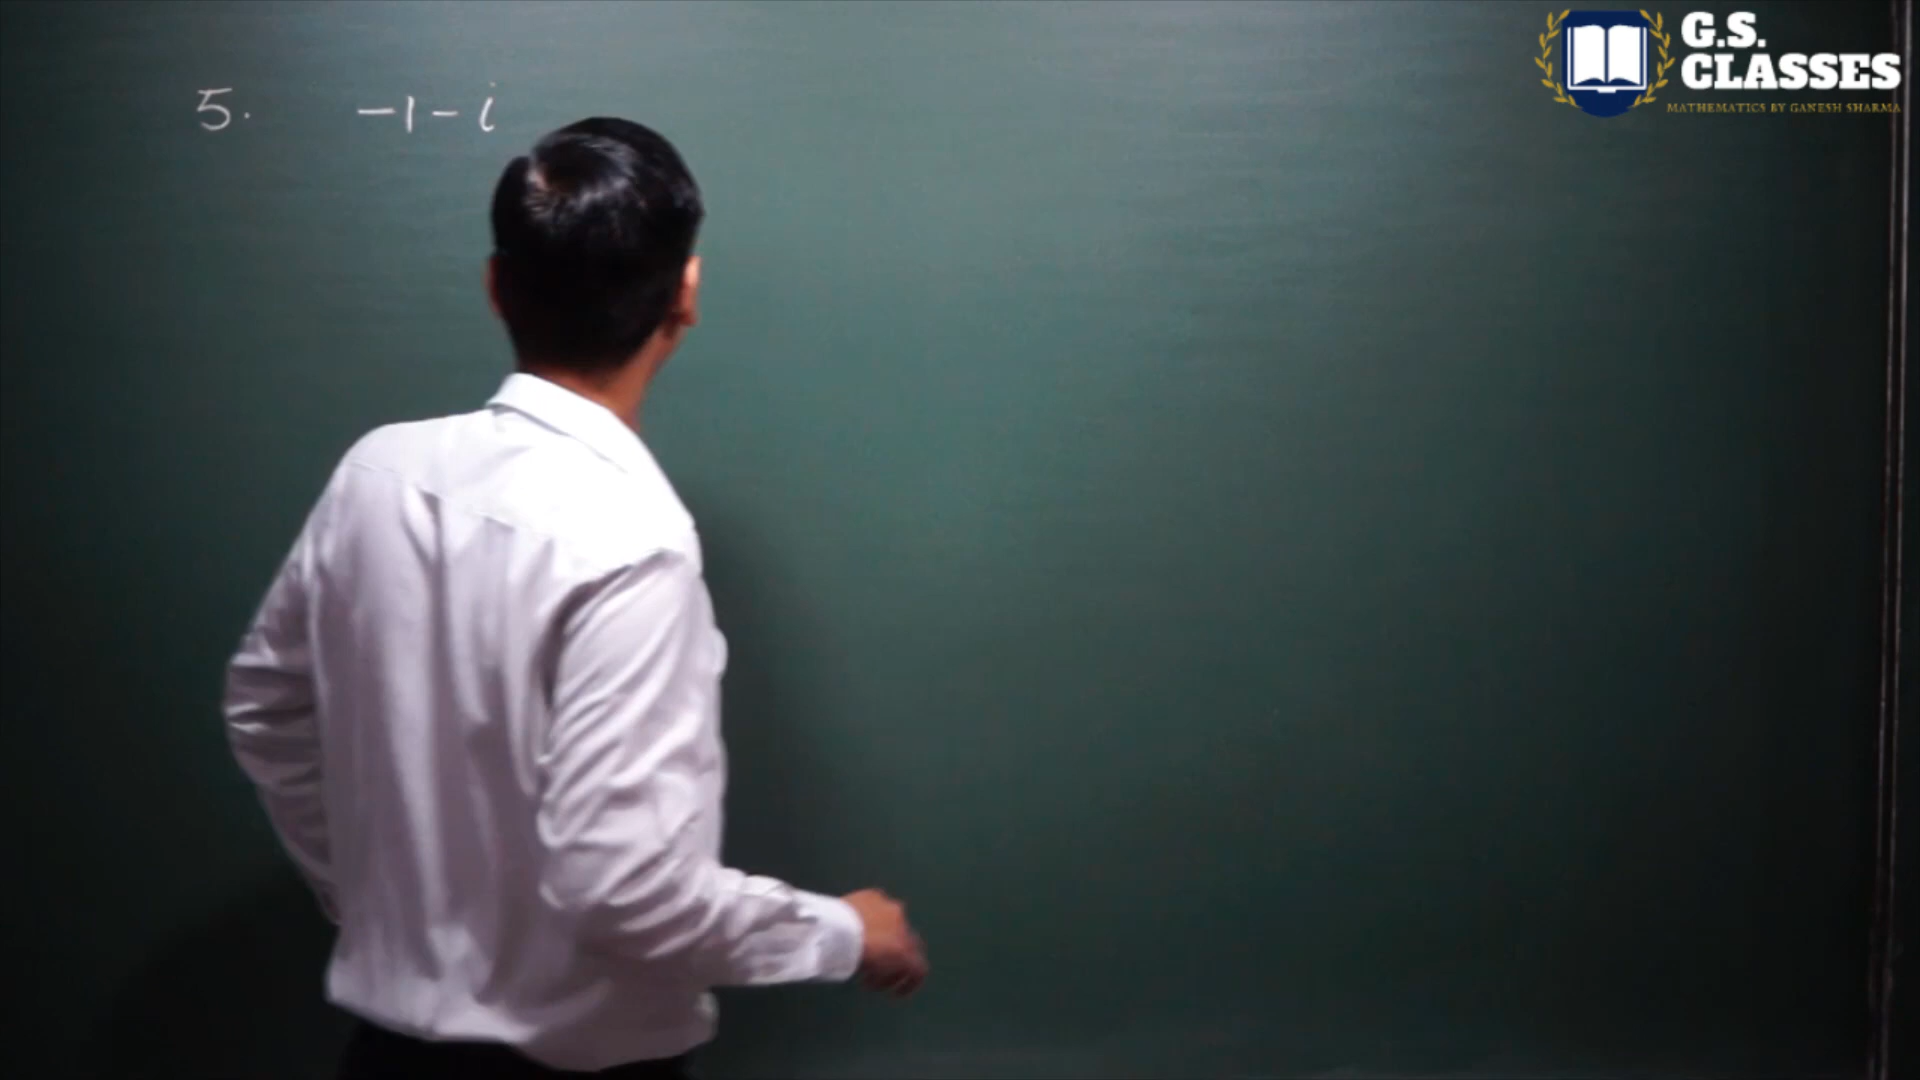 5. -1-i
G.S.
CLASSES
MATHEMATICS BY GANESH SHARMA